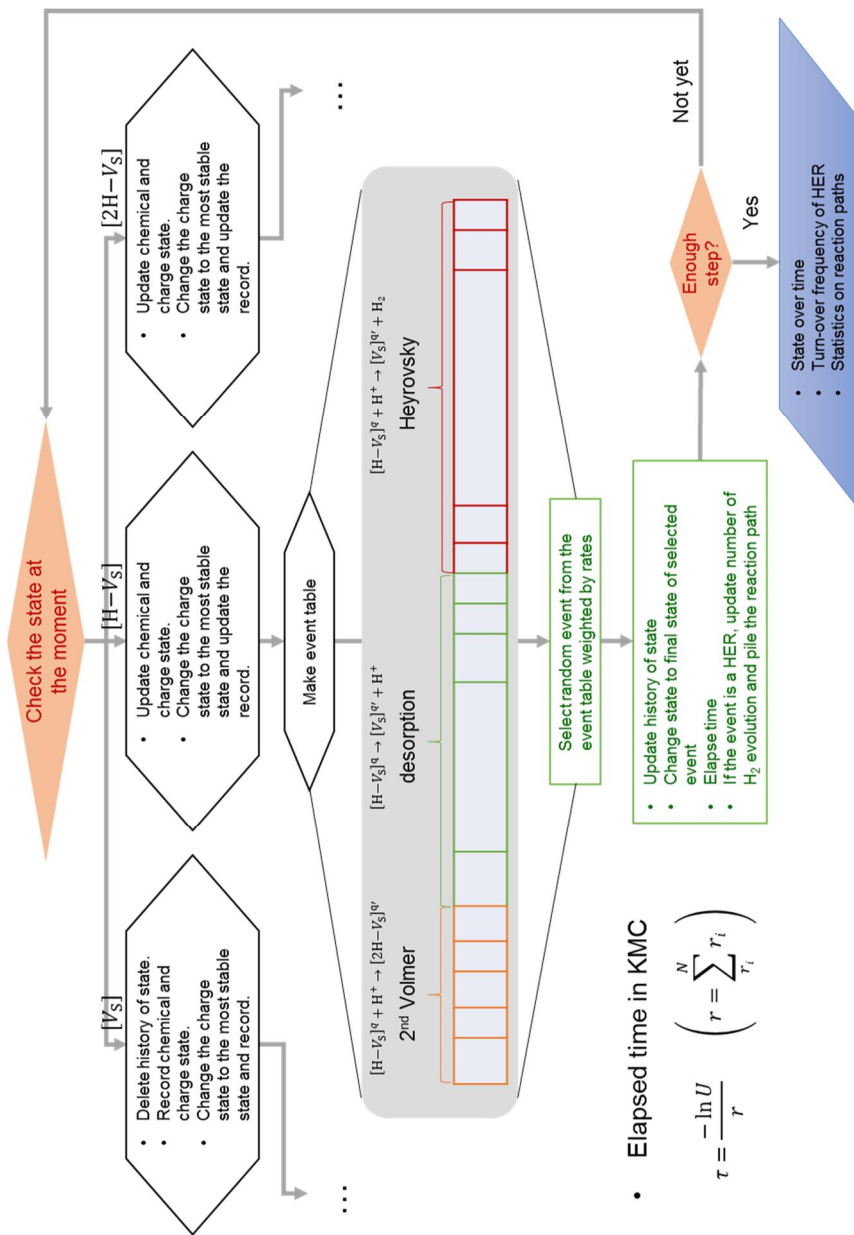 Check the state at
the moment
[V_S]
[H−V_S]
[2H−V_S]
• Delete history of state.
• Record chemical and
charge state.
• Change the charge
state to the most stable
state and record.
• Update chemical and
charge state.
• Change the charge
state to the most stable
state and update the
record.
• Update chemical and
charge state.
• Change the charge
state to the most stable
state and update the
record.
...
Make event table
...
[H−V_S]^q + H^+ → [2H−V_S]^q′
2nd Volmer
[H−V_S]^q → [V_S]^q′ + H^+
desorption
[H−V_S]^q + H^+ → [V_S]^q′ + H_2
Heyrovsky
Select random event from the
event table weighted by rates
• Elapsed time in KMC
τ = −ln U / r (r = ∑_{r_i}^{N} r_i)
• Update history of state
• Change state to final state of selected
event
• Elapse time
• If the event is a HER, update number of
H_2 evolution and pile the reaction path
Enough
step?
Not yet
Yes
• State over time
• Turn-over frequency of HER
• Statistics on reaction paths